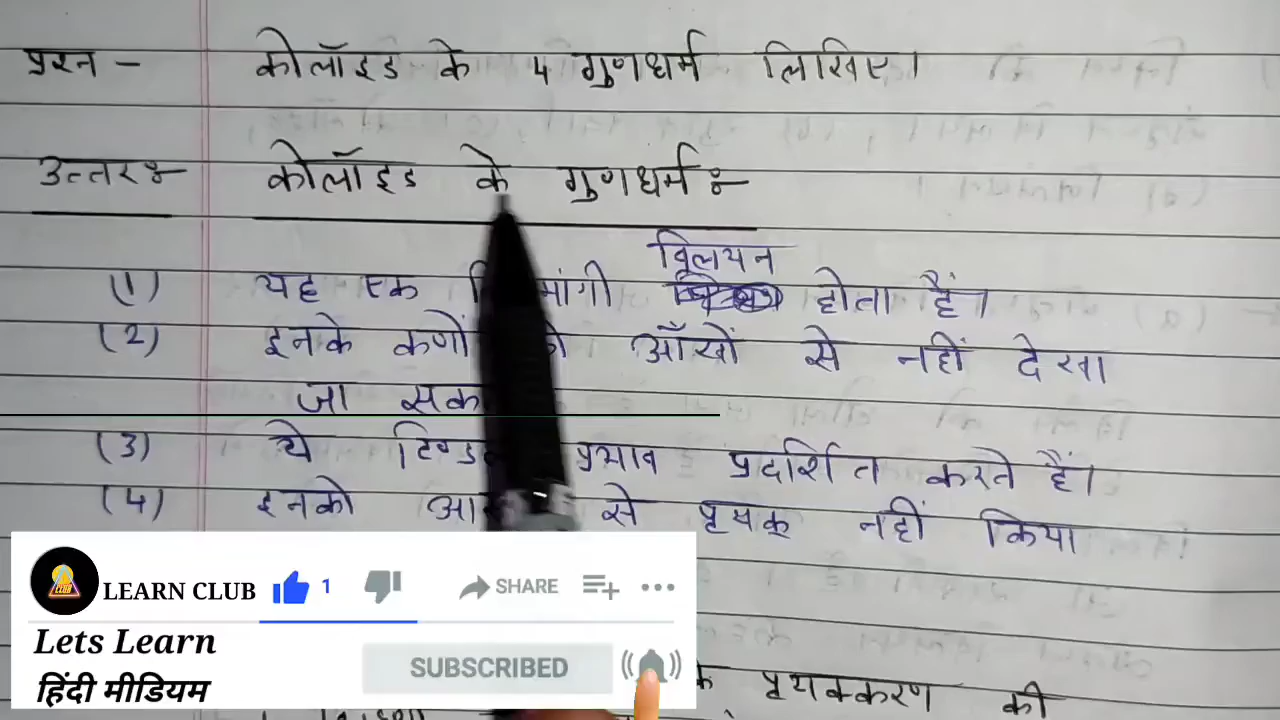 प्रश्न - कोलॉइड के 4 गुणधर्म लिखिए।
उत्तर:- कोलॉइड के गुणधर्म:-
विलयन
(1) यह एक होता हैं।
(2) इनके कणों को आँखों से नहीं देखा
जा
(3) ये प्रभाव प्रदर्शित करते हैं।
(4) इनको से पृथक् नहीं किया
LEARN CLUB 1 SHARE
Lets Learn
SUBSCRIBED
हिंदी मीडियम
पृथक्करण की